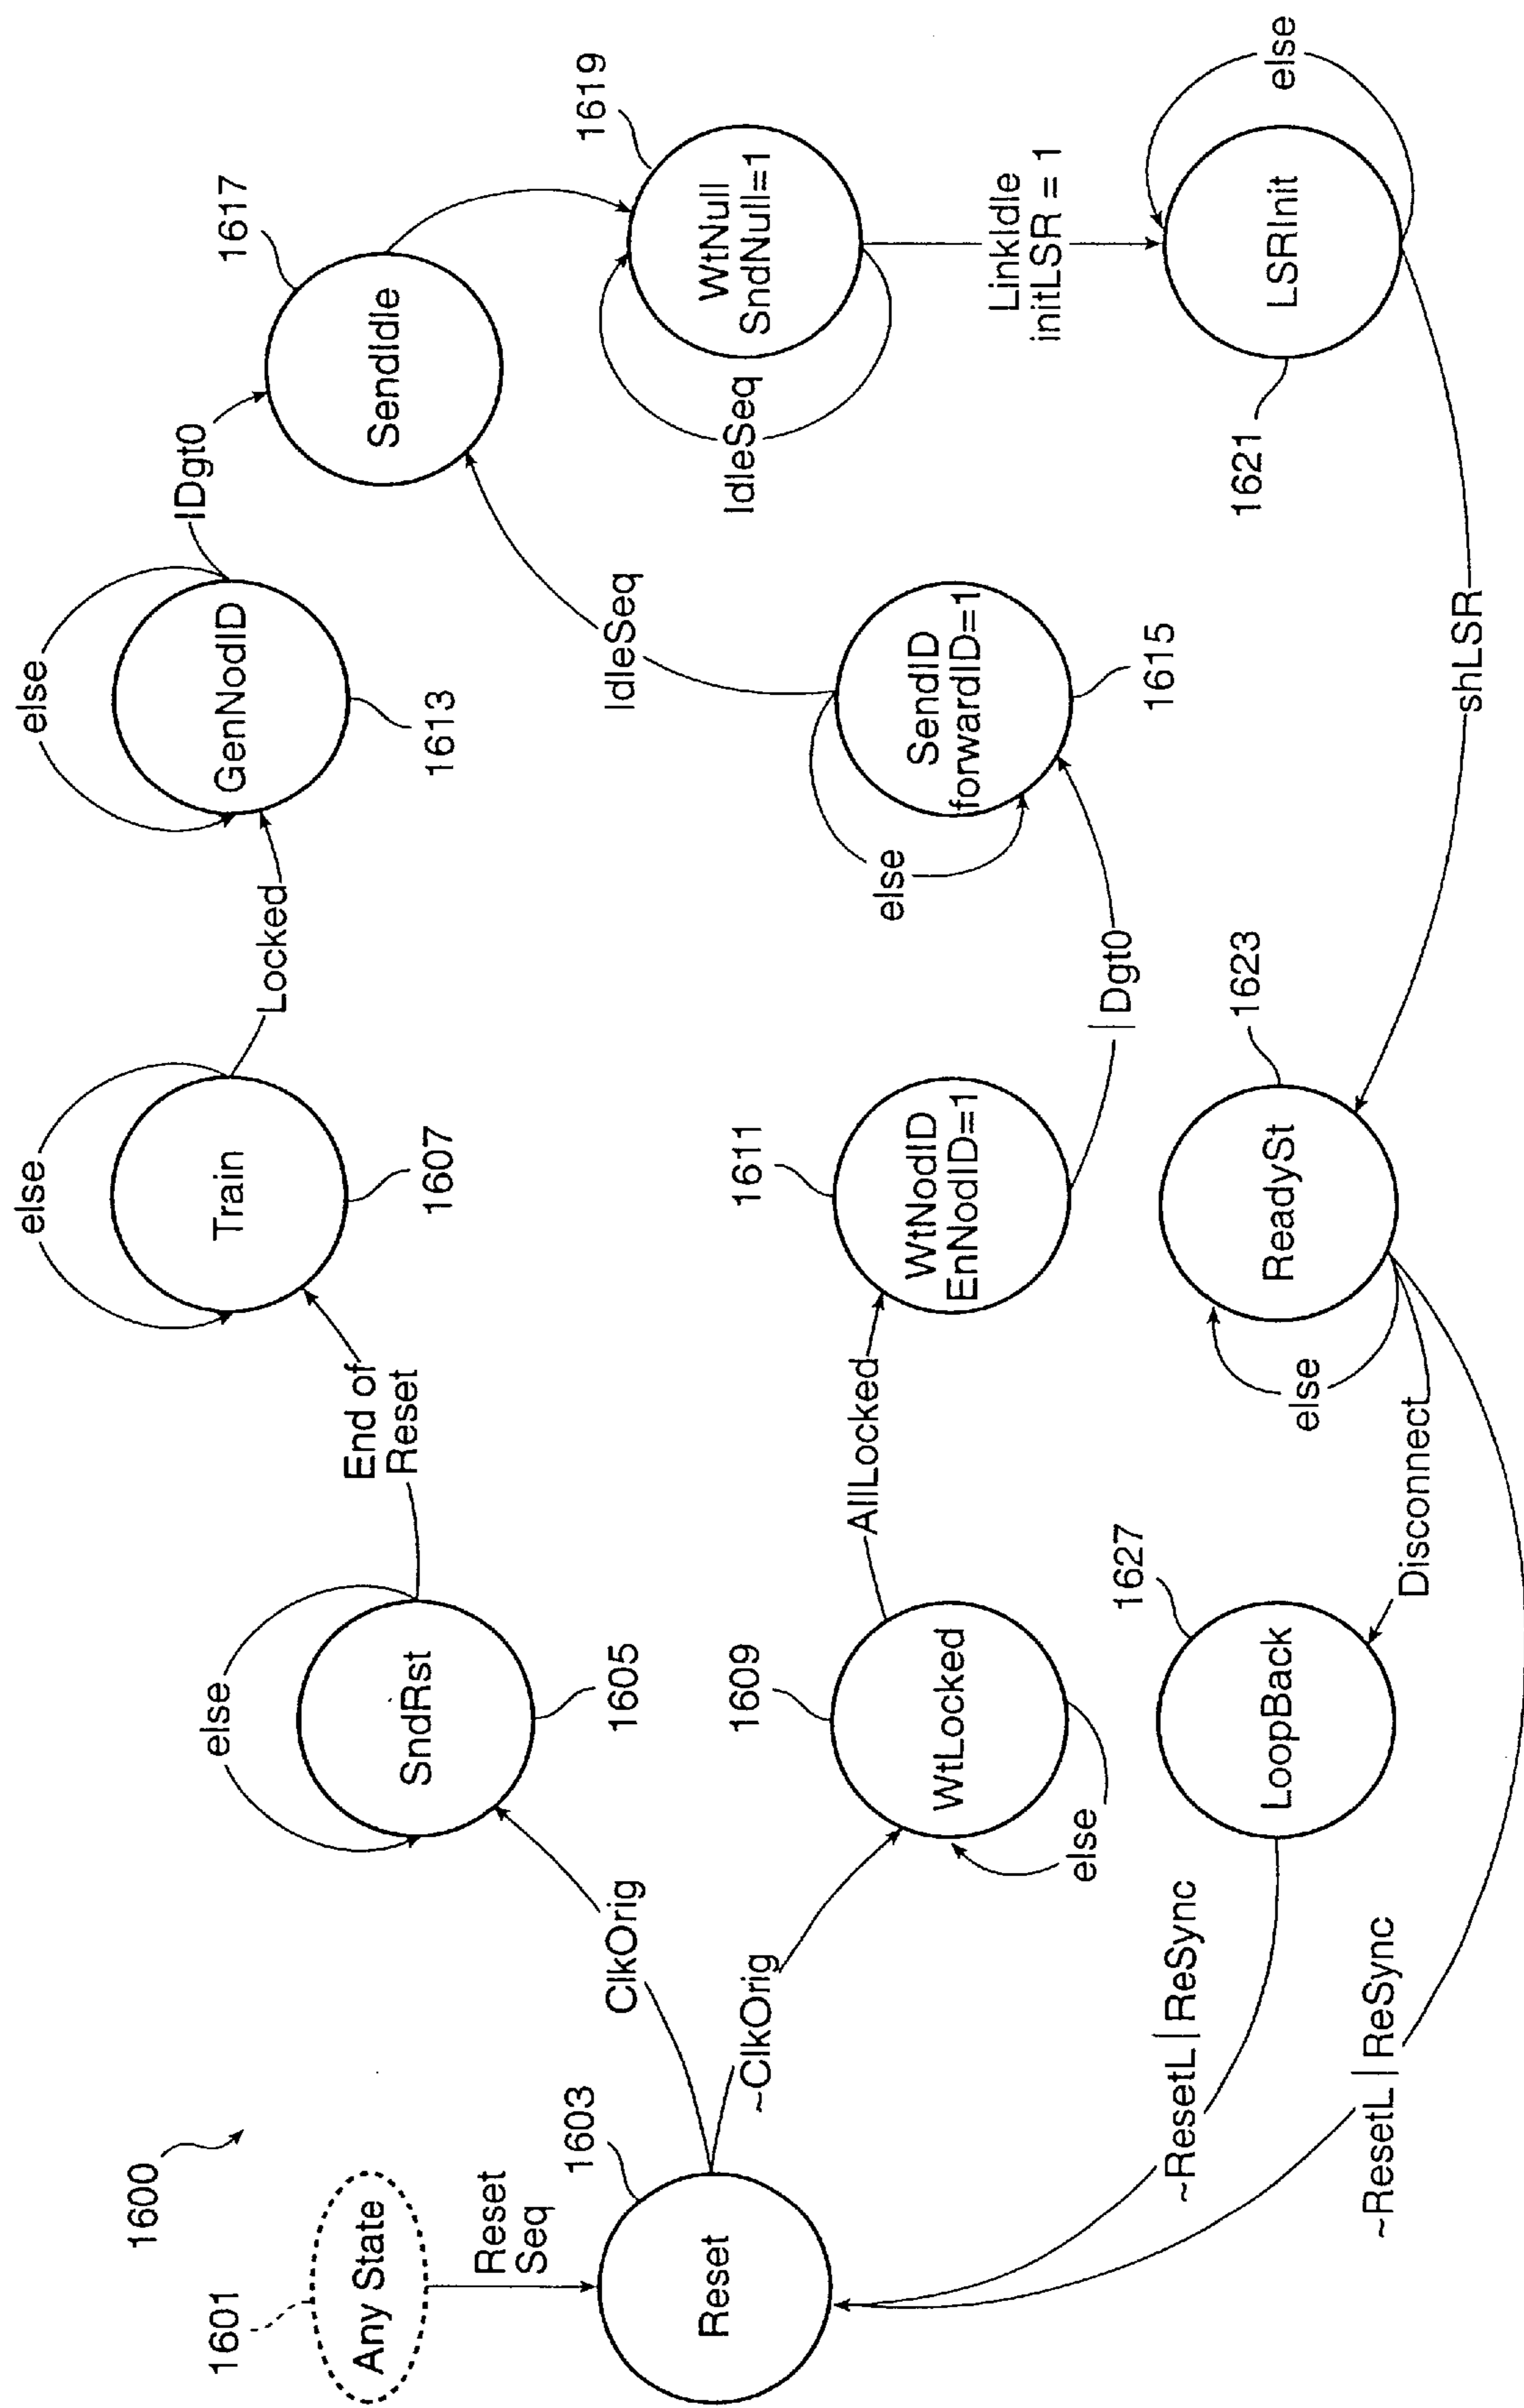 1600
1601
Any State
Reset
Seq
1603
Reset
ClkOrig
~ClkOrig
else
SndRst
1605
End of
Reset
else
Train
1607
Locked
else
GenNodID
1613
IDgt0
1617
SendIdle
1609
WtLocked
else
AllLocked
1611
WtNodID
EnNodID=1
IDgt0
else
SendID
forwardID=1
1615
IdleSeq
1619
WtNull
SndNull=1
IdleSeq
LinkIdle
initLSR = 1
LSRInit
1621
else
shLSR
1623
ReadySt
else
Disconnect
1627
LoopBack
~ResetL | ReSync
~ResetL | ReSync